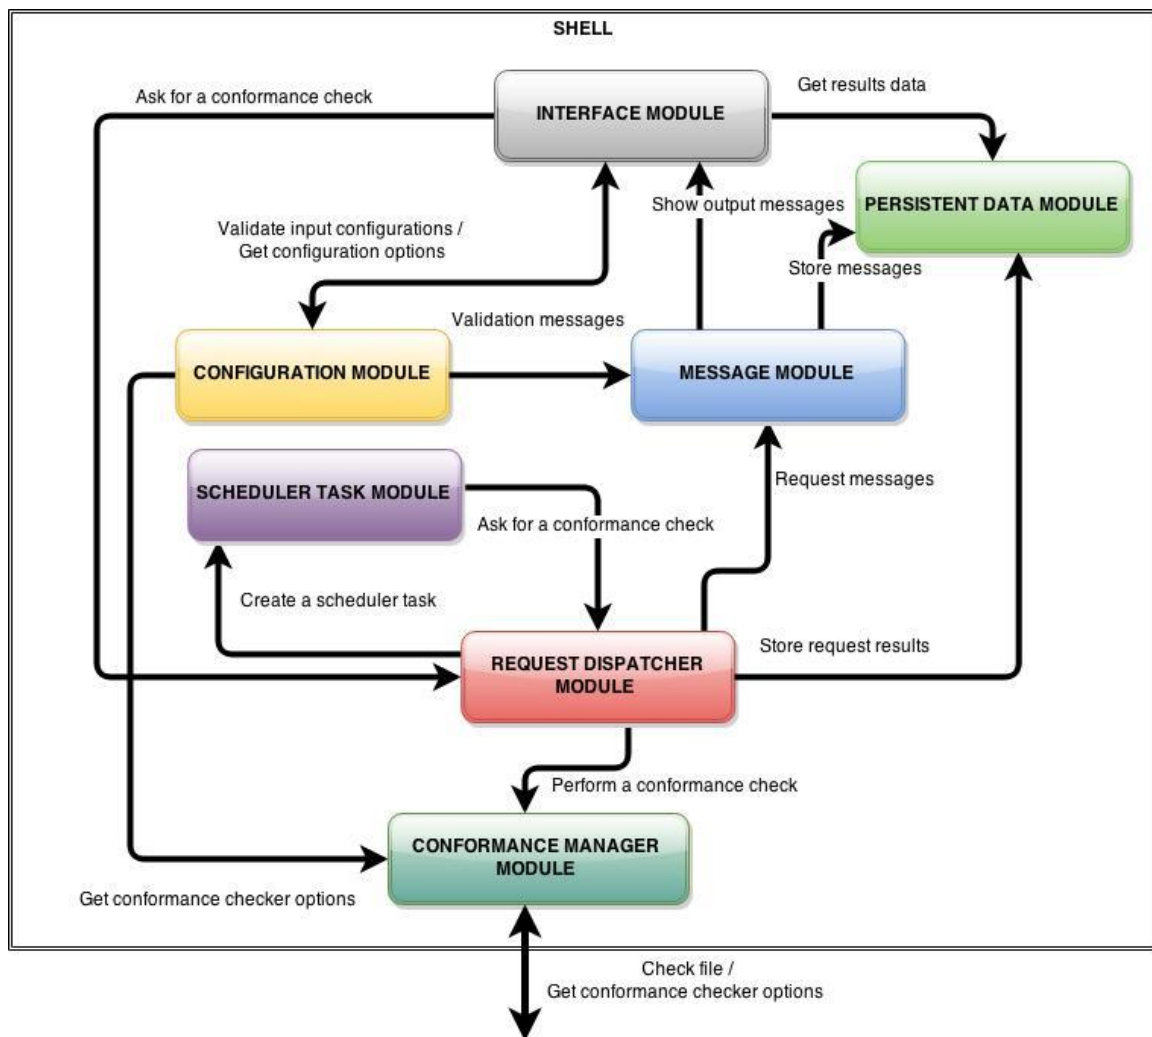 SHELL
Ask for a conformance check
INTERFACE MODULE
Get results data
Show output messages
PERSISTENT DATA MODULE
Validate input configurations /
Get configuration options
Store messages
Validation messages
CONFIGURATION MODULE
MESSAGE MODULE
SCHEDULER TASK MODULE
Request messages
Ask for a conformance check
Create a scheduler task
REQUEST DISPATCHER
MODULE
Store request results
Perform a conformance check
CONFORMANCE MANAGER
MODULE
Get conformance checker options
Check file /
Get conformance checker options